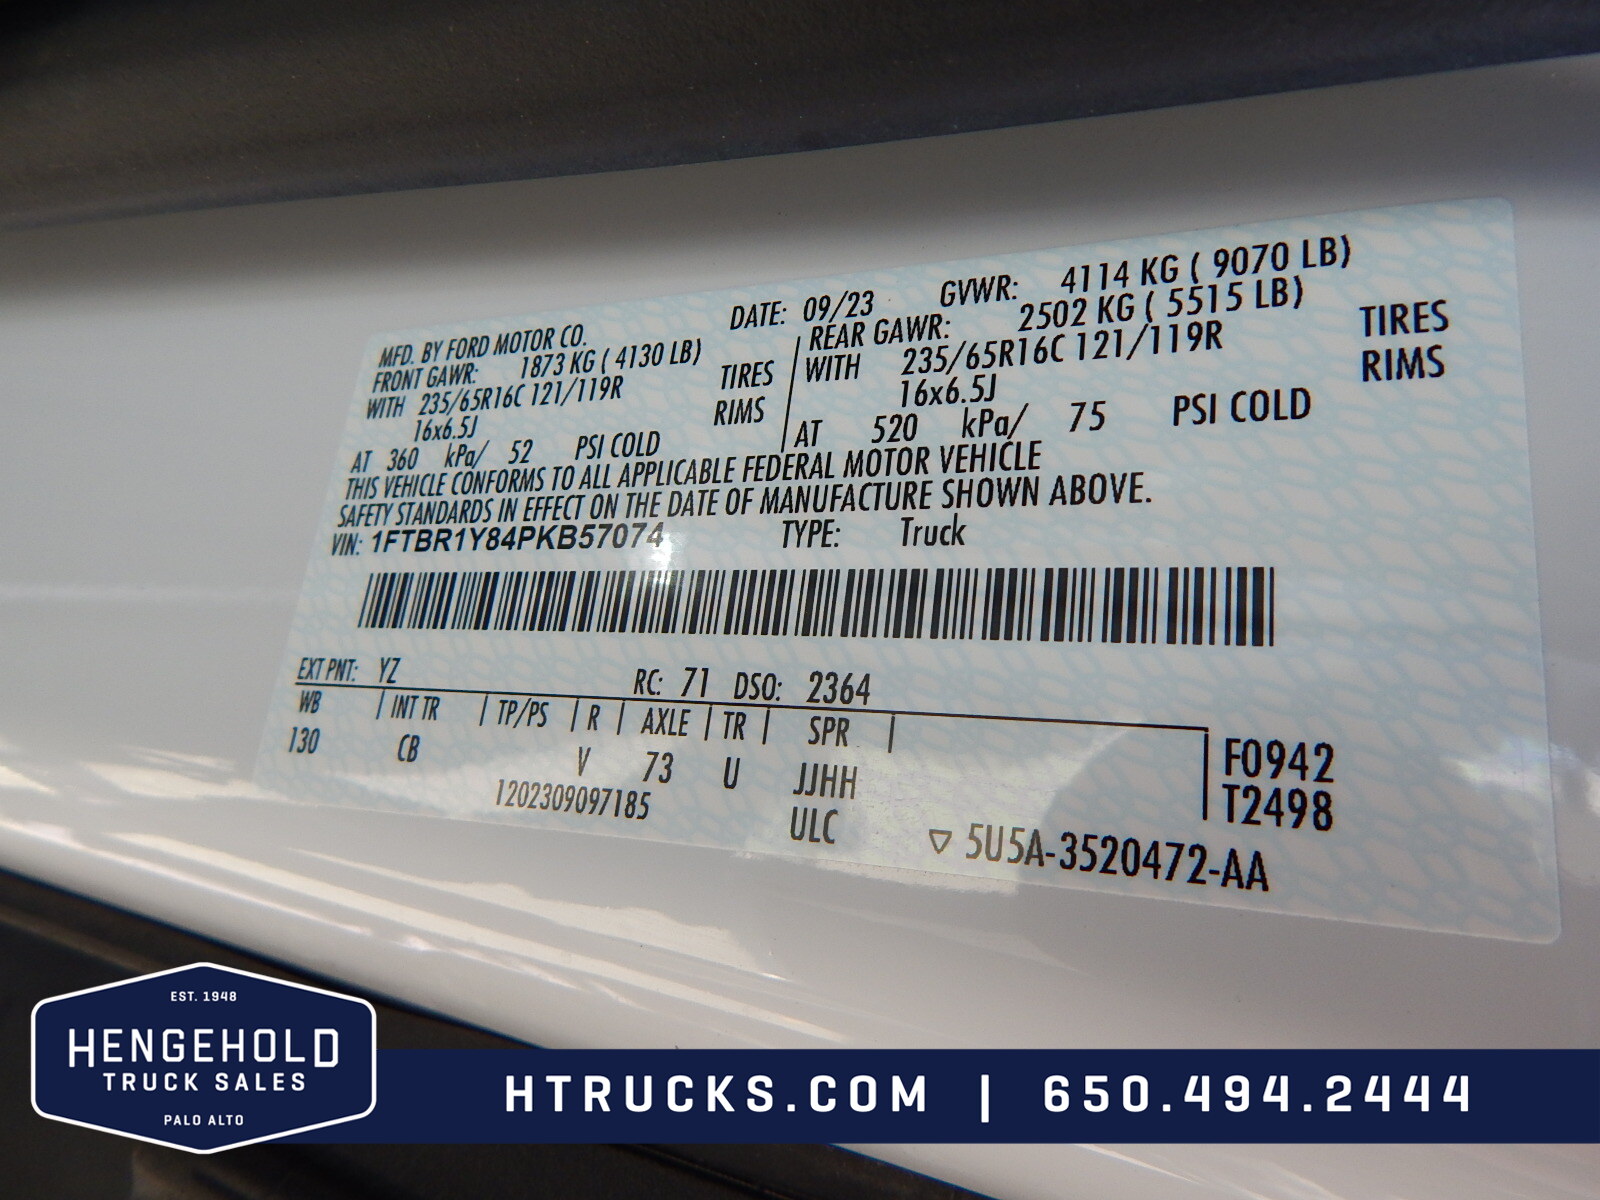 MFD. BY FORD MOTOR CO. DATE: 09/23 GVWR: 4114 KG ( 9070 LB)
FRONT GAWR: 1873 KG ( 4130 LB) REAR GAWR: 2502 KG ( 5515 LB)
WITH 235/65R16C 121/119R TIRES WITH 235/65R16C 121/119R TIRES
16x6.5J RIMS 16x6.5J RIMS
AT 360 kPa/ 52 PSI COLD AT 520 kPa/ 75 PSI COLD
THIS VEHICLE CONFORMS TO ALL APPLICABLE FEDERAL MOTOR VEHICLE
SAFETY STANDARDS IN EFFECT ON THE DATE OF MANUFACTURE SHOWN ABOVE.
VIN: 1FTBR1Y84PKB57074 TYPE: Truck
EXT PNT: YZ RC: 71 DSO: 2364
WB | INT TR | TP/PS | R | AXLE | TR | SPR |
130 CB V 73 U JJHH F0942
1202309097185 ULC T2498
▽ 5U5A-3520472-AA
EST. 1948
HENGEHOLD
TRUCK SALES
PALO ALTO
HTRUCKS.COM | 650.494.2444